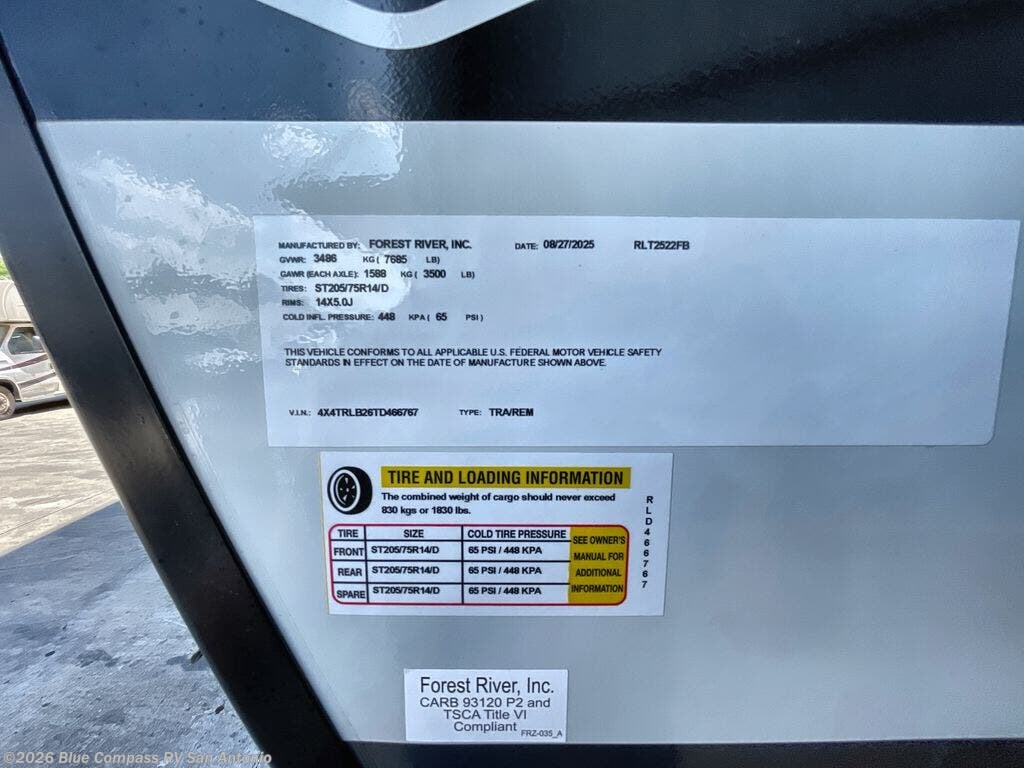 MANUFACTURED BY: FOREST RIVER, INC. DATE: 08/27/2025 RLT2522FB
GVWR: 3486 KG ( 7685 LB)
GAWR (EACH AXLE): 1588 KG ( 3500 LB)
TIRES: ST205/75R14/D
RIMS: 14X5.0J
COLD INFL. PRESSURE: 448 KPA ( 65 PSI )
THIS VEHICLE CONFORMS TO ALL APPLICABLE U.S. FEDERAL MOTOR VEHICLE SAFETY
STANDARDS IN EFFECT ON THE DATE OF MANUFACTURE SHOWN ABOVE.
V.I.N.: 4X4TRLB26TD466767 TYPE: TRA/REM
TIRE AND LOADING INFORMATION
The combined weight of cargo should never exceed
830 kgs or 1830 lbs.
TIRE SIZE COLD TIRE PRESSURE
FRONT ST205/75R14/D 65 PSI / 448 KPA
REAR ST205/75R14/D 65 PSI / 448 KPA
SPARE ST205/75R14/D 65 PSI / 448 KPA
SEE OWNER'S
MANUAL FOR
ADDITIONAL
INFORMATION
RLD466767
Forest River, Inc.
CARB 93120 P2 and
TSCA Title VI
Compliant
FRZ-035_A
©2026 Blue Compass RV San Antonio